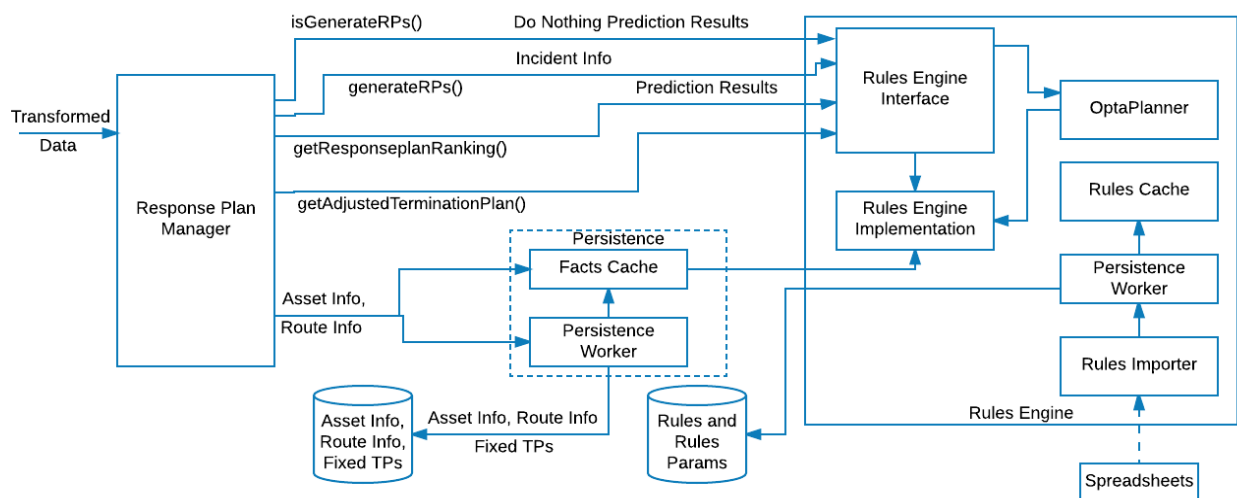 isGenerateRPs()
Do Nothing Prediction Results
Incident Info
generateRPs()
Prediction Results
Transformed
Data
getResponseplanRanking()
getAdjustedTerminationPlan()
Response Plan
Manager
Rules Engine
Interface
OptaPlanner
Rules Cache
Rules Engine
Implementation
Persistence
Facts Cache
Persistence
Worker
Asset Info,
Route Info
Persistence
Worker
Rules Importer
Rules Engine
Asset Info,
Route Info,
Fixed TPs
Asset Info, Route Info
Fixed TPs
Rules and
Rules
Params
Spreadsheets